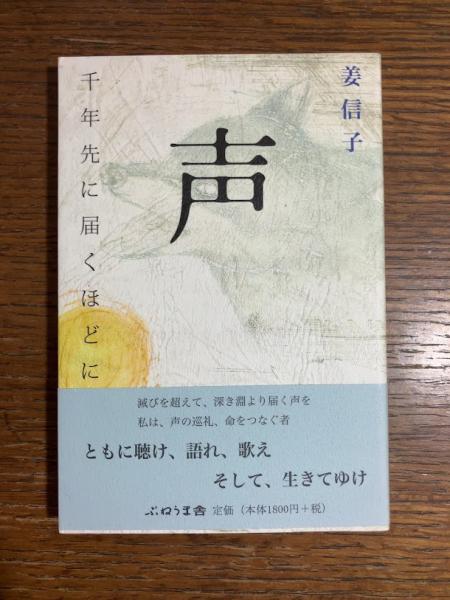 姜信子
声
千年先に届くほどに
滅びを超えて、深き淵より届く声を
私は、声の巡礼、命をつなぐ者
ともに聴け、語れ、歌え
そして、生きてゆけ
ぷねうま舎 定価（本体1800円+税）